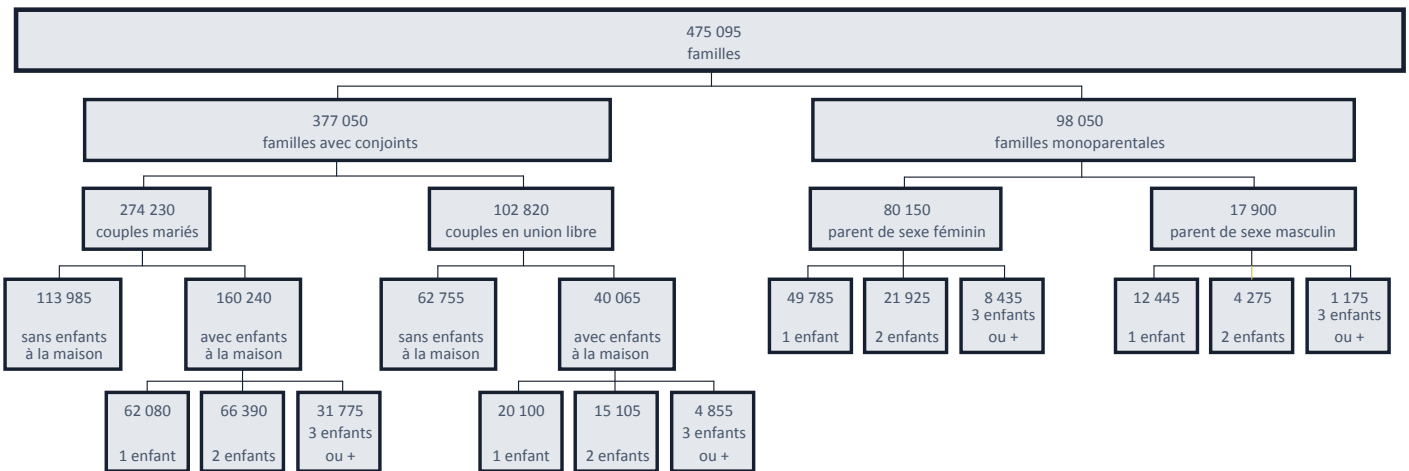 475 095
familles
377 050
familles avec conjoints
98 050
familles monoparentales
274 230
couples mariés
102 820
couples en union libre
80 150
parent de sexe féminin
17 900
parent de sexe masculin
113 985
sans enfants
à la maison
160 240
avec enfants
à la maison
62 755
sans enfants
à la maison
40 065
avec enfants
à la maison
49 785
1 enfant
21 925
2 enfants
8 435
3 enfants
ou +
12 445
1 enfant
4 275
2 enfants
1 175
3 enfants
ou +
62 080
1 enfant
66 390
2 enfants
31 775
3 enfants
ou +
20 100
1 enfant
15 105
2 enfants
4 855
3 enfants
ou +